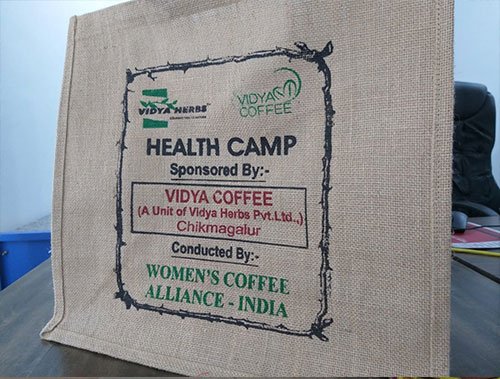 VIDYA HERBS
VIDYA
COFFEE
HEALTH CAMP
Sponsored By:-
VIDYA COFFEE
(A Unit of Vidya Herbs Pvt.Ltd.,)
Chikmagalur
Conducted By:-
WOMEN'S COFFEE
ALLIANCE - INDIA